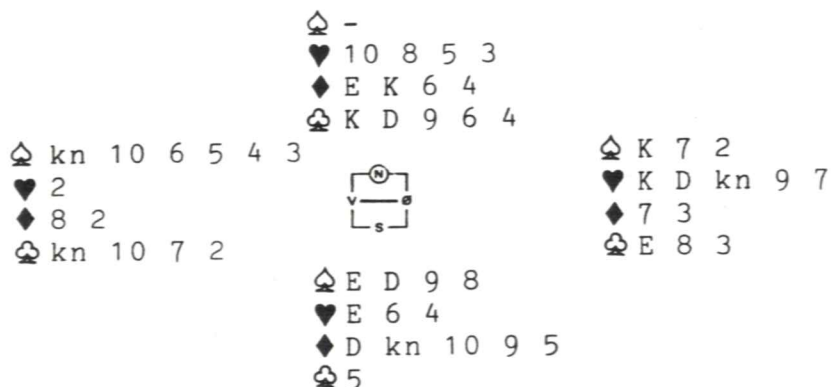 ♤ -
♥ 10 8 5 3
♦ E K 6 4
♧ K D 9 6 4
♤ kn 10 6 5 4 3
♥ 2
♦ 8 2
♧ kn 10 7 2
N
V Ø
S
♤ K 7 2
♥ K D kn 9 7
♦ 7 3
♧ E 8 3
♤ E D 9 8
♥ E 6 4
♦ D kn 10 9 5
♧ 5